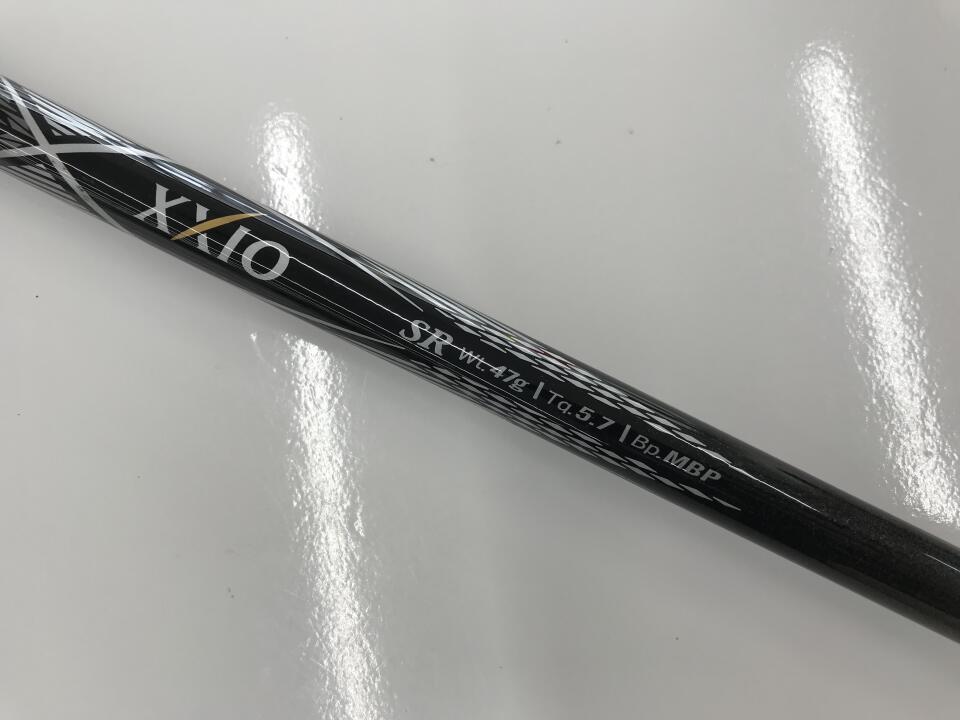 XXIO
SR Wt.47g | Tq.5.7 | Bp.MBP